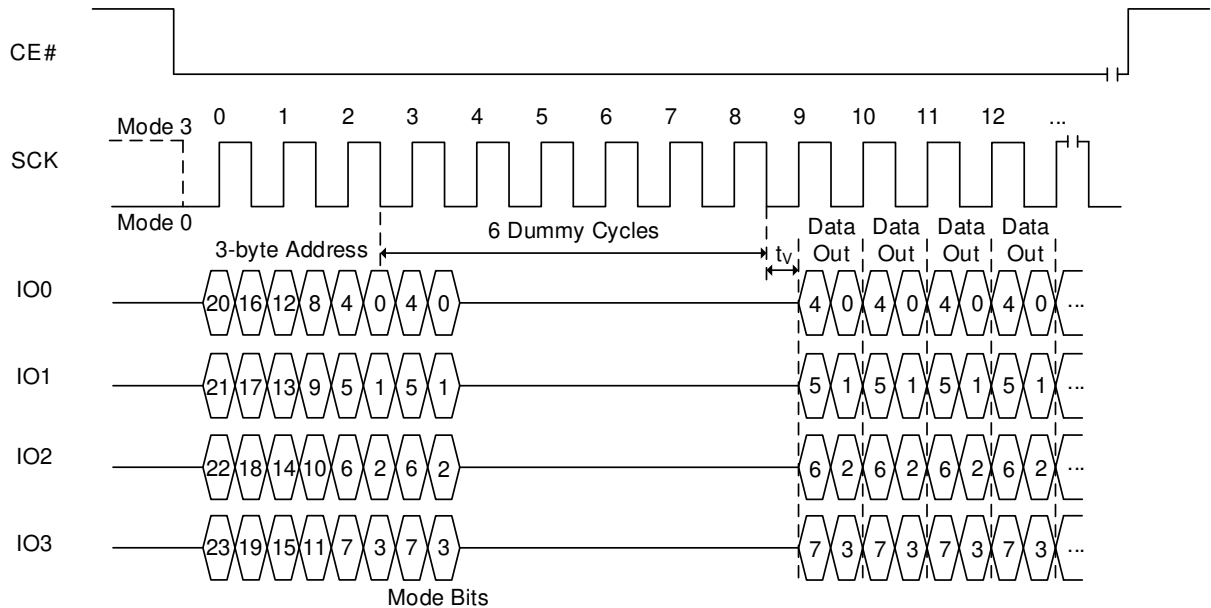 CE#
0 1 2 3 4 5 6 7 8 9 10 11 12 ...
Mode 3
SCK
Mode 0
3-byte Address
6 Dummy Cycles
tV
Data Out Data Out Data Out Data Out
IO0 20 16 12 8 4 0 4 0 4 0 4 0 4 0 4 0 ...
IO1 21 17 13 9 5 1 5 1 5 1 5 1 5 1 5 1 ...
IO2 22 18 14 10 6 2 6 2 6 2 6 2 6 2 6 2 ...
IO3 23 19 15 11 7 3 7 3 7 3 7 3 7 3 7 3 ...
Mode Bits